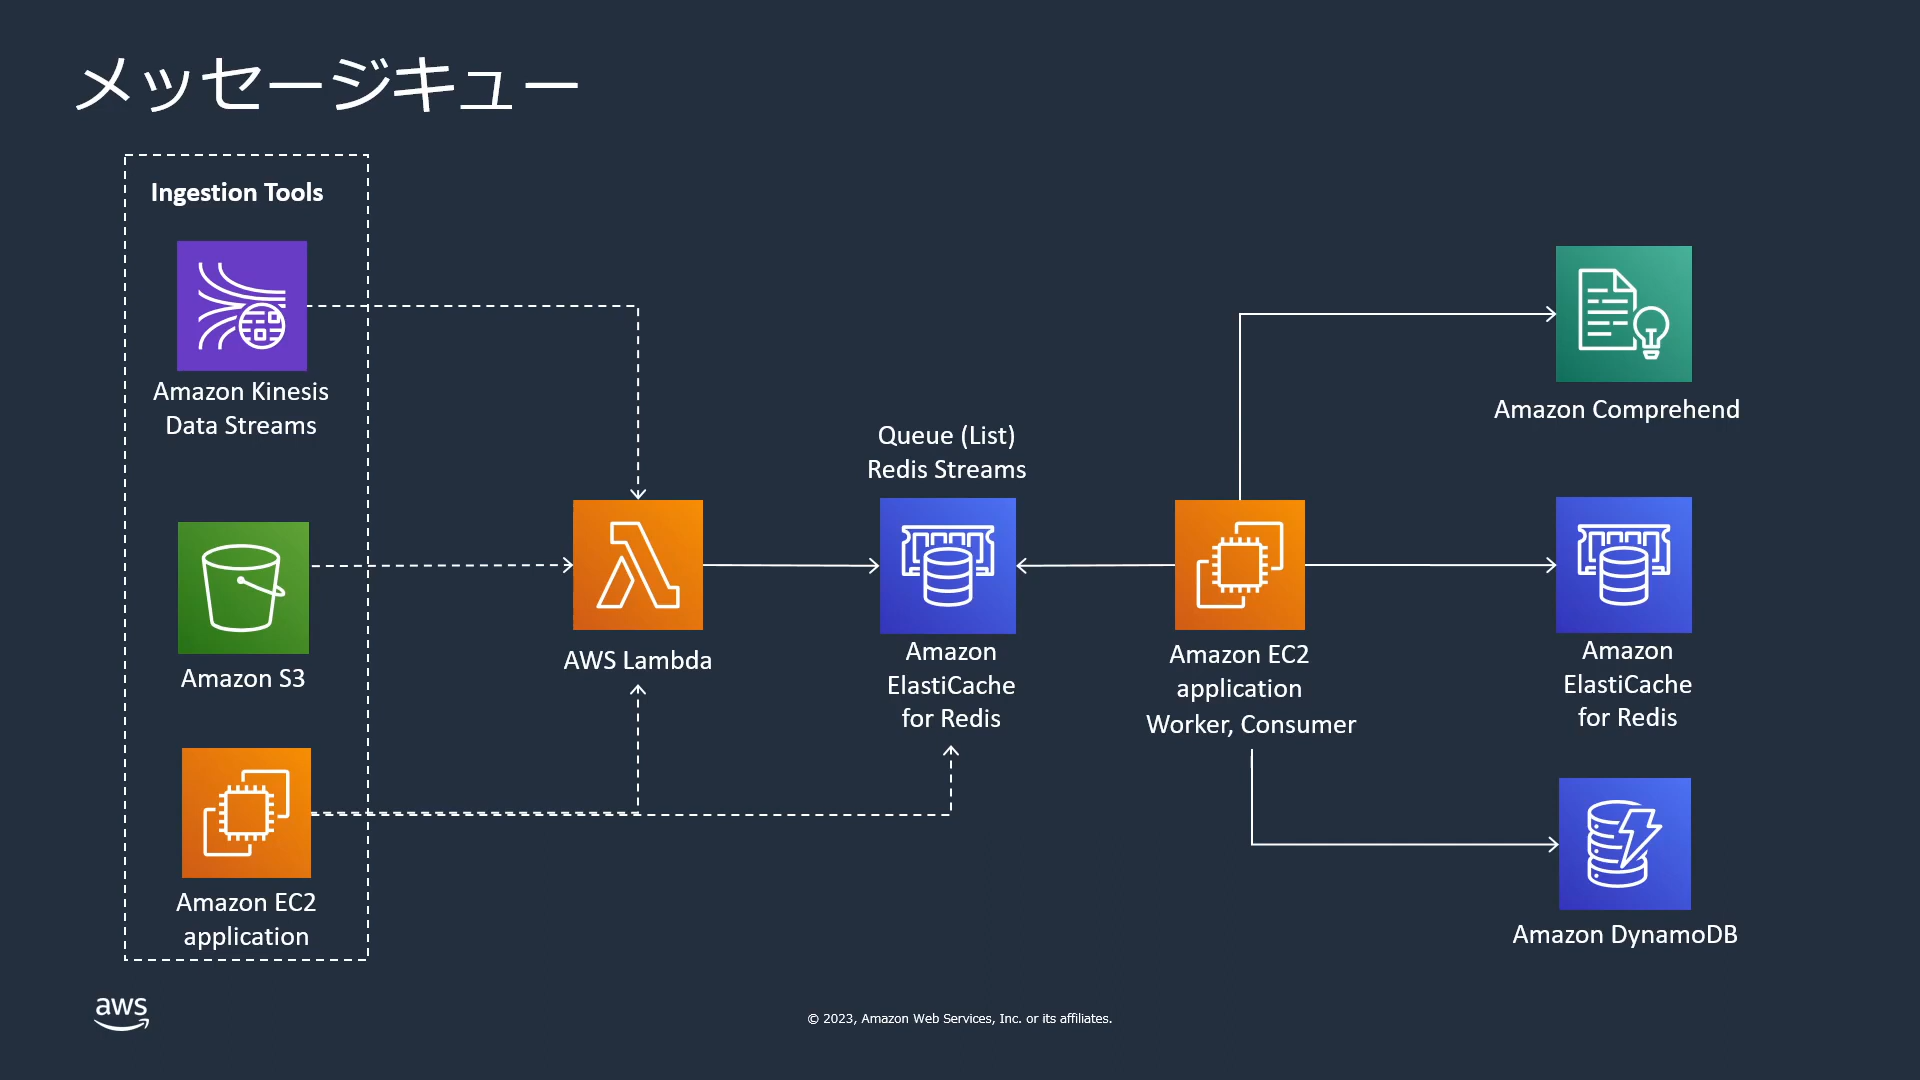 メッセージキュー
Ingestion Tools
Amazon Kinesis
Data Streams
Amazon S3
Amazon EC2
application
AWS Lambda
Queue (List)
Redis Streams
Amazon
ElastiCache
for Redis
Amazon EC2
application
Worker, Consumer
Amazon Comprehend
Amazon
ElastiCache
for Redis
Amazon DynamoDB
aws
© 2023, Amazon Web Services, Inc. or its affiliates.